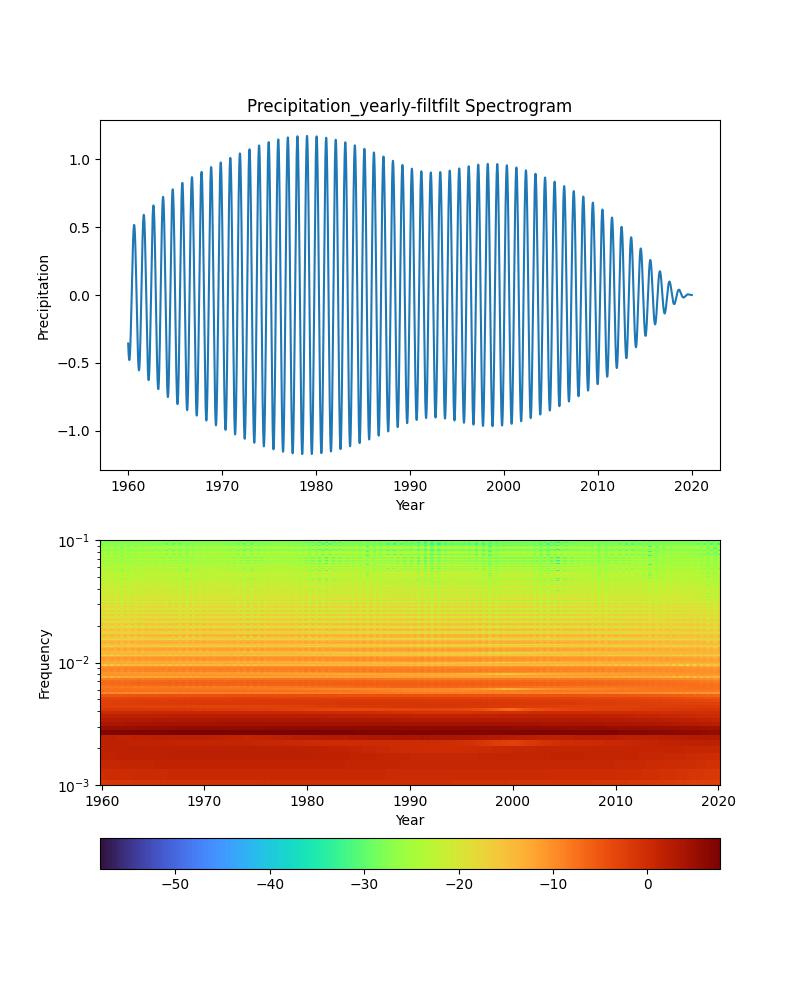 Precipitation_yearly-filtfilt Spectrogram
1.0
0.5
0.0
−0.5
−1.0
Precipitation
1960 1970 1980 1990 2000 2010 2020
Year
10⁻¹
10⁻²
10⁻³
Frequency
1960 1970 1980 1990 2000 2010 2020
Year
−50 −40 −30 −20 −10 0